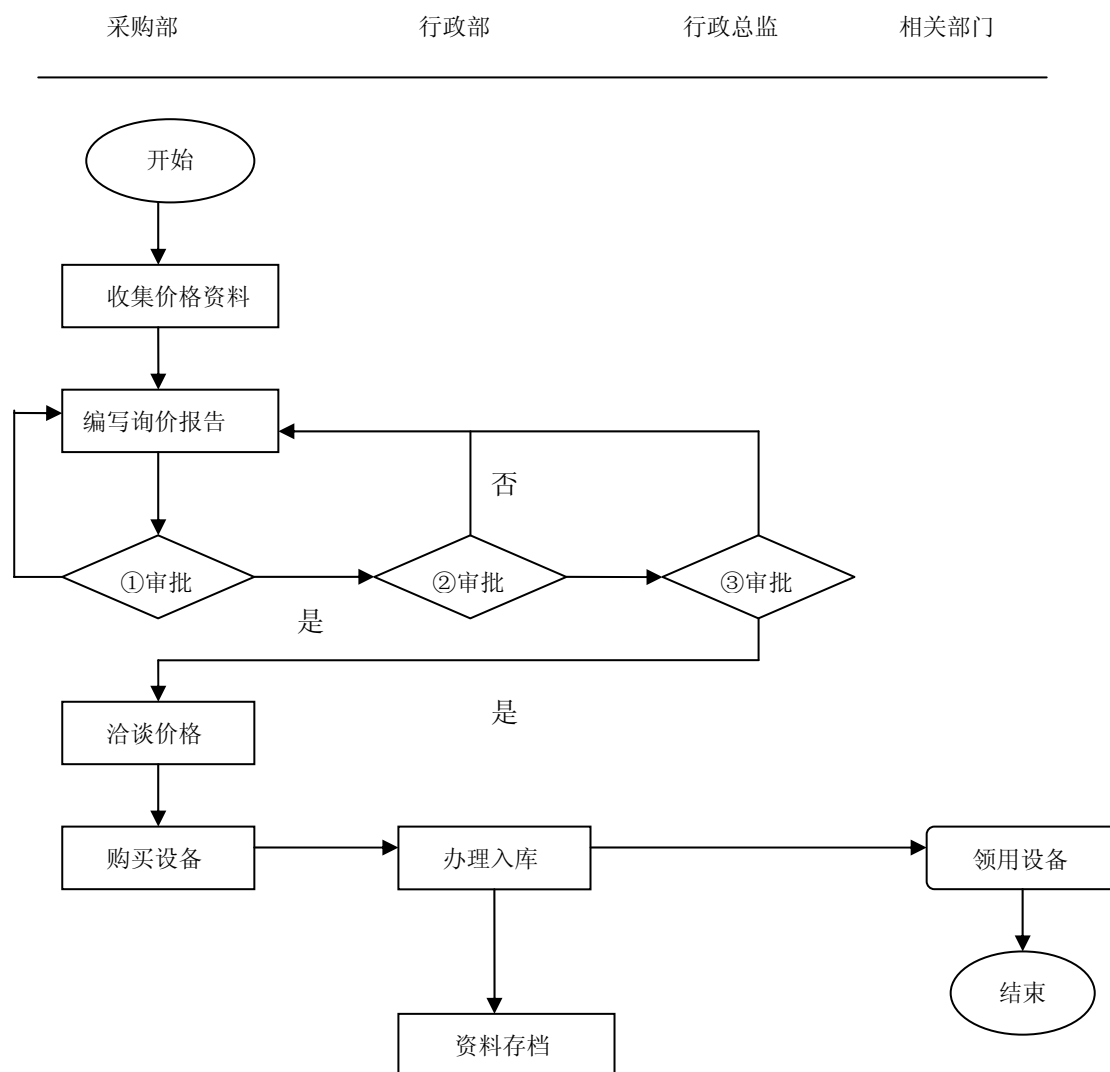 采购部 行政部 行政总监 相关部门
开始
收集价格资料
编写询价报告
否
①审批 ②审批 ③审批
是
是
洽谈价格
购买设备 办理入库 领用设备
结束
资料存档